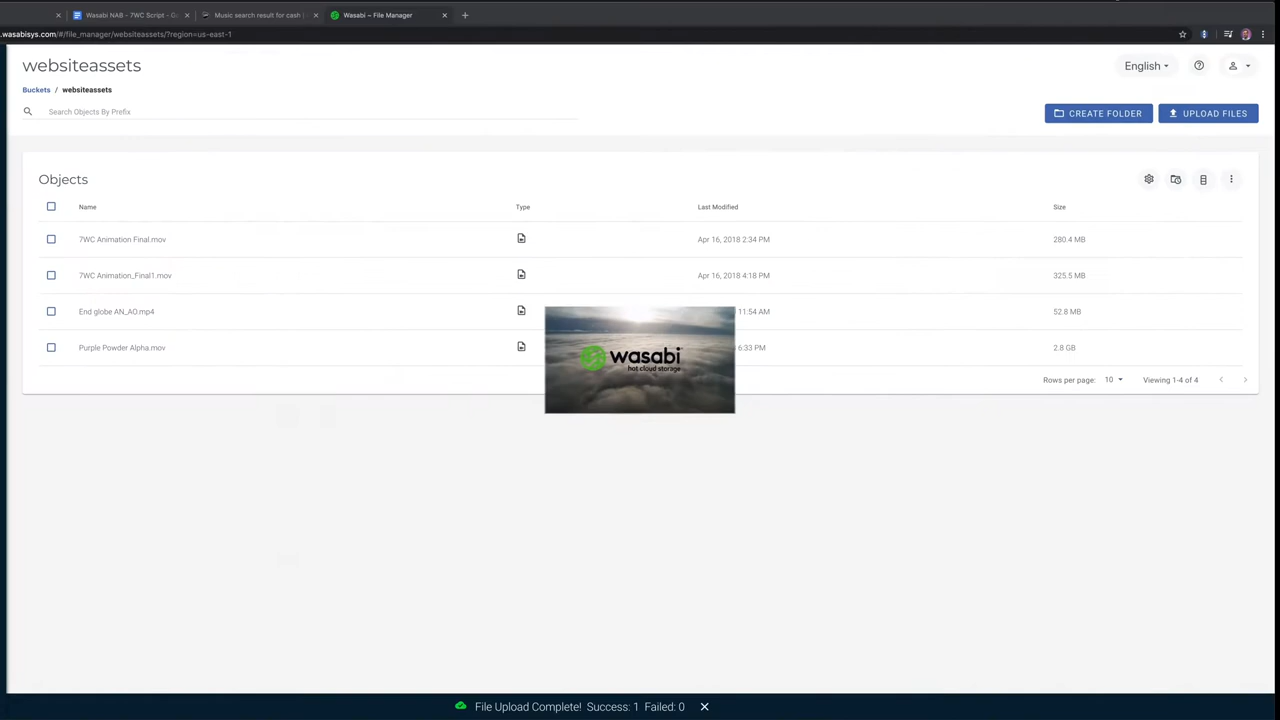 Wasabi NAB - 7WC Script - Go
Music search result for cash |
Wasabi – File Manager
.wasabisys.com/#/file_manager/websiteassets/?region=us-east-1
websiteassets
English
Buckets / websiteassets
Search Objects By Prefix
CREATE FOLDER
UPLOAD FILES
Objects
Name Type Last Modified Size
7WC Animation Final.mov Apr 16, 2018 2:34 PM 280.4 MB
7WC Animation_Final1.mov Apr 16, 2018 4:18 PM 325.5 MB
End globe AN_AO.mp4 11:54 AM 52.8 MB
Purple Powder Alpha.mov 6:33 PM 2.8 GB
wasabi
hot cloud storage
Rows per page: 10 Viewing 1-4 of 4
File Upload Complete! Success: 1 Failed: 0